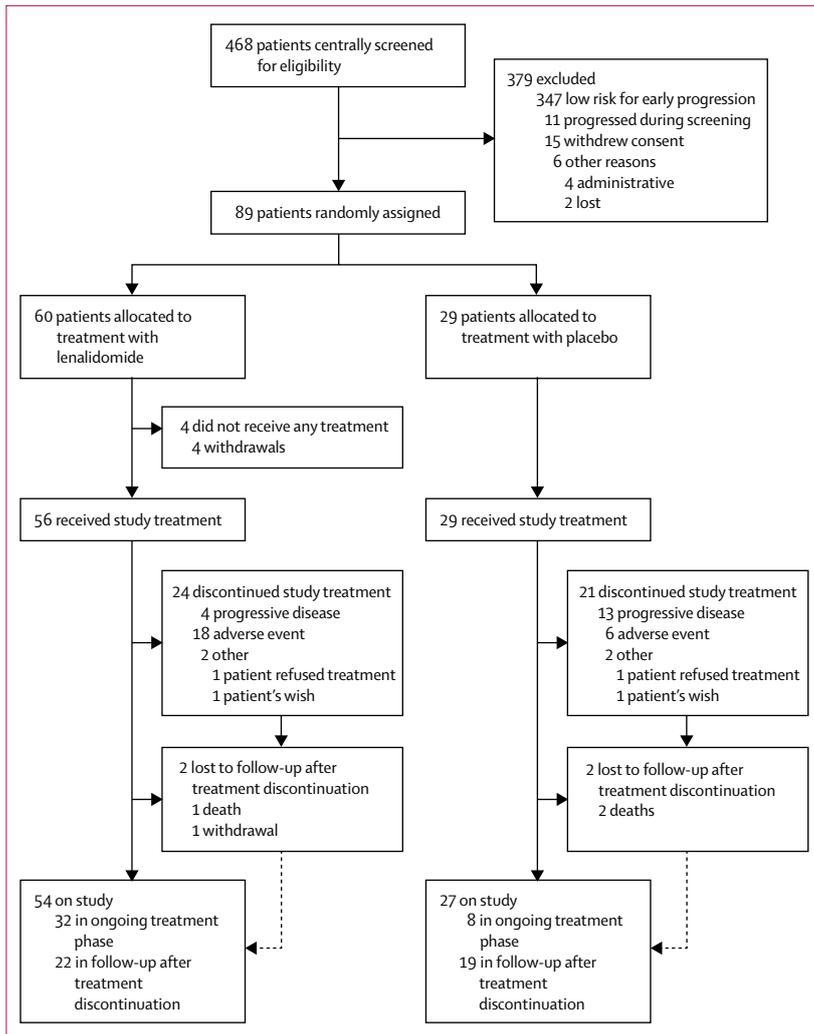 468 patients centrally screened
for eligibility
379 excluded
347 low risk for early progression
11 progressed during screening
15 withdrew consent
6 other reasons
4 administrative
2 lost
89 patients randomly assigned
60 patients allocated to
treatment with
lenalidomide
29 patients allocated to
treatment with placebo
4 did not receive any treatment
4 withdrawals
56 received study treatment
29 received study treatment
24 discontinued study treatment
4 progressive disease
18 adverse event
2 other
1 patient refused treatment
1 patient's wish
21 discontinued study treatment
13 progressive disease
6 adverse event
2 other
1 patient refused treatment
1 patient's wish
2 lost to follow-up after
treatment discontinuation
1 death
1 withdrawal
2 lost to follow-up after
treatment discontinuation
2 deaths
54 on study
32 in ongoing treatment
phase
22 in follow-up after
treatment
discontinuation
27 on study
8 in ongoing treatment
phase
19 in follow-up after
treatment
discontinuation